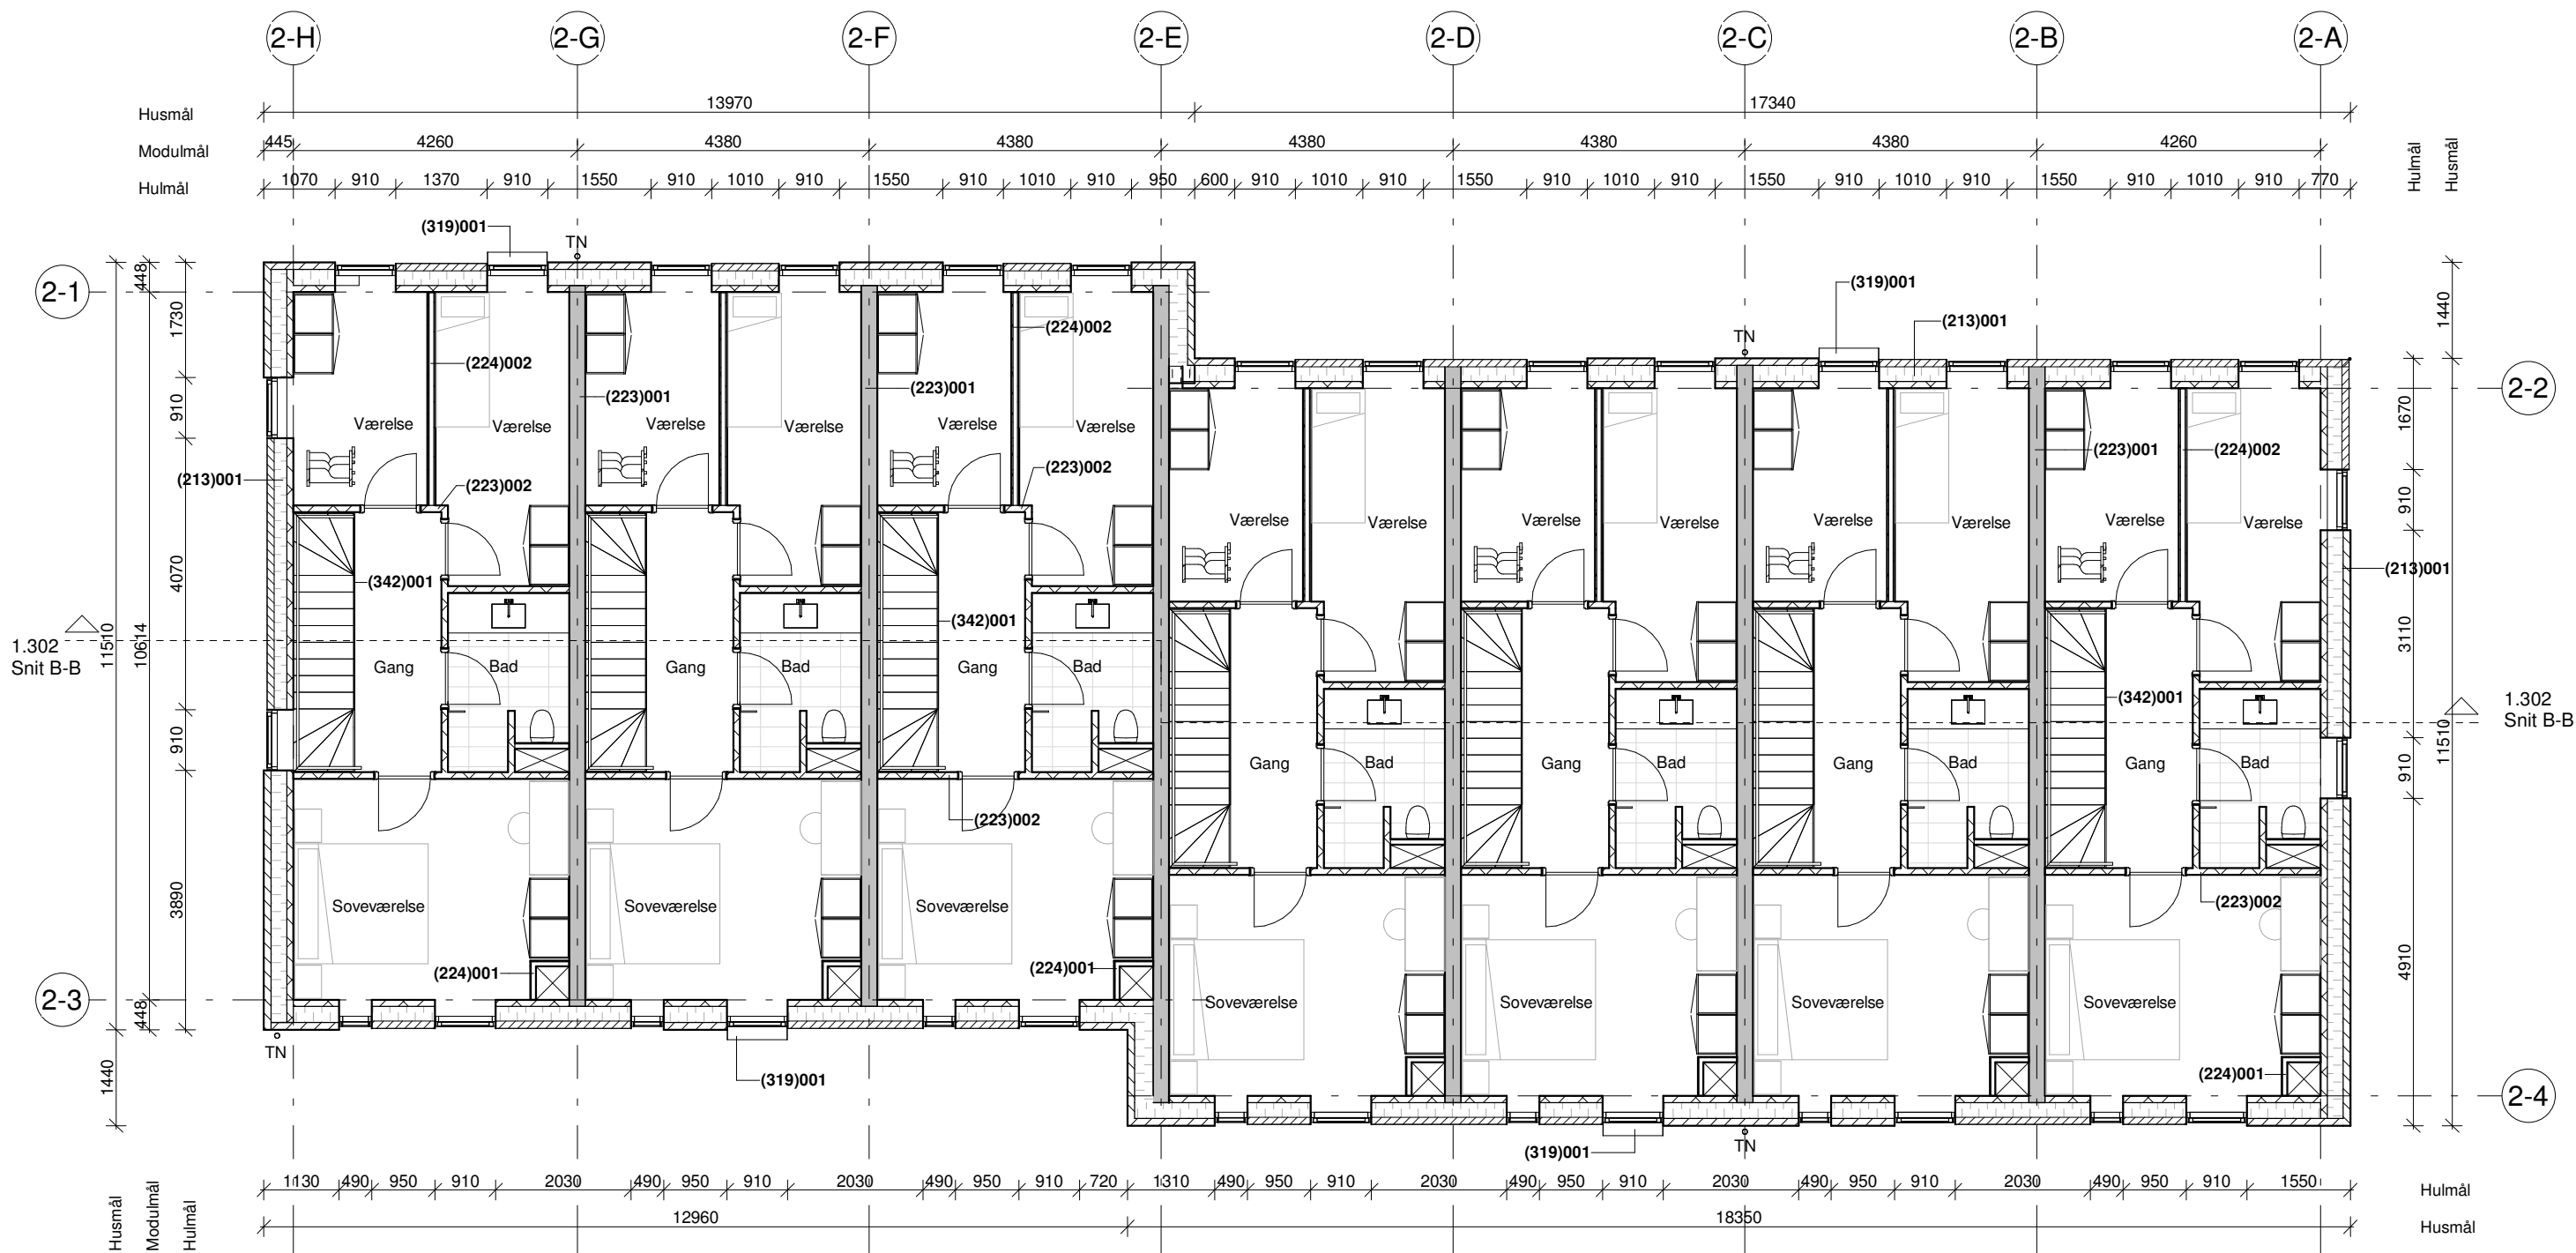 2-H 2-G 2-F 2-E 2-D 2-C 2-B 2-A
Husmål 13970 17340
Modulmål 445 4260 4380 4380 4380 4380 4380 4260
Hulmål 1070 910 1370 910 1550 910 1010 910 1550 910 1010 910 950 600 910 1010 910 1550 910 1010 910 1550 910 1010 910 1550 910 1010 910 770
Hulmål
Husmål
(319)001
TN
2-1
(319)001
(213)001
TN
2-2
448
1730
910
4070
910
3890
448
10614
11510
1440
1440
1670
910
3110
910
4910
11510
(224)002
(224)002
(223)001
(223)001
(223)001
(224)002
Værelse Værelse Værelse Værelse Værelse Værelse
(213)001
(223)002
(223)002
Værelse Værelse Værelse Værelse Værelse Værelse Værelse Værelse
(342)001
(342)001
(213)001
1.302
Snit B-B
Gang Bad Gang Bad Gang Bad
(342)001
1.302
Snit B-B
Gang Bad Gang Bad Gang Bad Gang Bad
(223)002
(223)002
Soveværelse Soveværelse Soveværelse
(224)001
(224)001
2-3
Soveværelse Soveværelse Soveværelse Soveværelse
TN
(319)001
(224)001
2-4
(319)001
TN
1130 490 950 910 2030 490 950 910 2030 490 950 910 720 1310 490 950 910 2030 490 950 910 2030 490 950 910 2030 490 950 910 1550 Hulmål
12960 18350 Husmål
Husmål
Modulmål
Hulmål